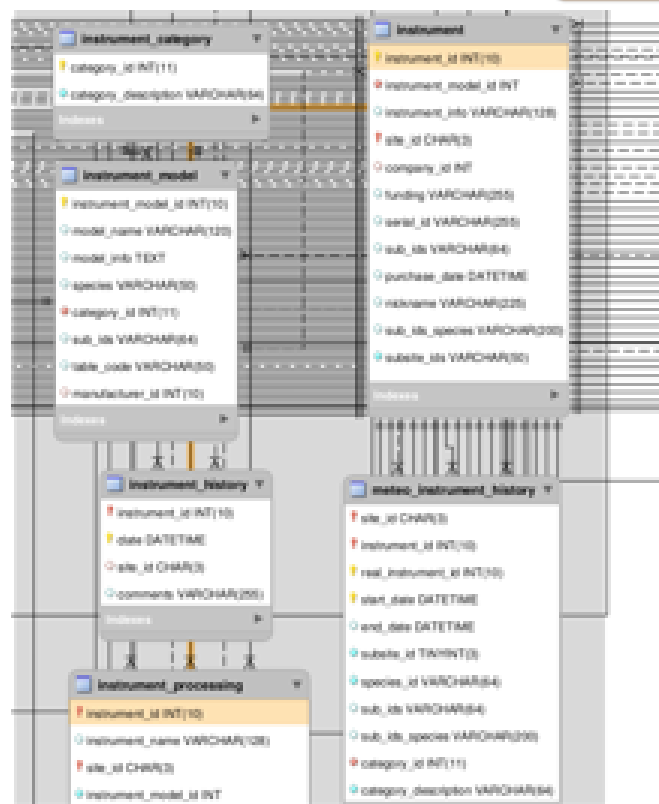 instrument_category
category_id INT(11)
category_description VARCHAR(64)
Indexes
instrument_model
instrument_model_id INT(10)
model_name VARCHAR(120)
model_info TEXT
species VARCHAR(50)
category_id INT(11)
sub_ids VARCHAR(64)
table_code VARCHAR(50)
manufacturer_id INT(10)
Indexes
instrument_history
instrument_id INT(10)
date DATETIME
site_id CHAR(3)
comments VARCHAR(255)
Indexes
instrument_processing
instrument_id INT(10)
instrument_name VARCHAR(128)
site_id CHAR(3)
instrument_model_id INT
instrument
instrument_id INT(10)
instrument_model_id INT
instrument_info VARCHAR(128)
site_id CHAR(3)
company_id INT
funding VARCHAR(255)
serial_id VARCHAR(255)
sub_ids VARCHAR(64)
purchase_date DATETIME
nickname VARCHAR(225)
sub_ids_species VARCHAR(200)
subsite_ids VARCHAR(50)
Indexes
meteo_instrument_history
site_id CHAR(3)
instrument_id INT(10)
real_instrument_id INT(10)
start_date DATETIME
end_date DATETIME
subsite_id TINYINT(3)
species_id VARCHAR(64)
sub_ids VARCHAR(64)
sub_ids_species VARCHAR(200)
category_id INT(11)
category_description VARCHAR(64)